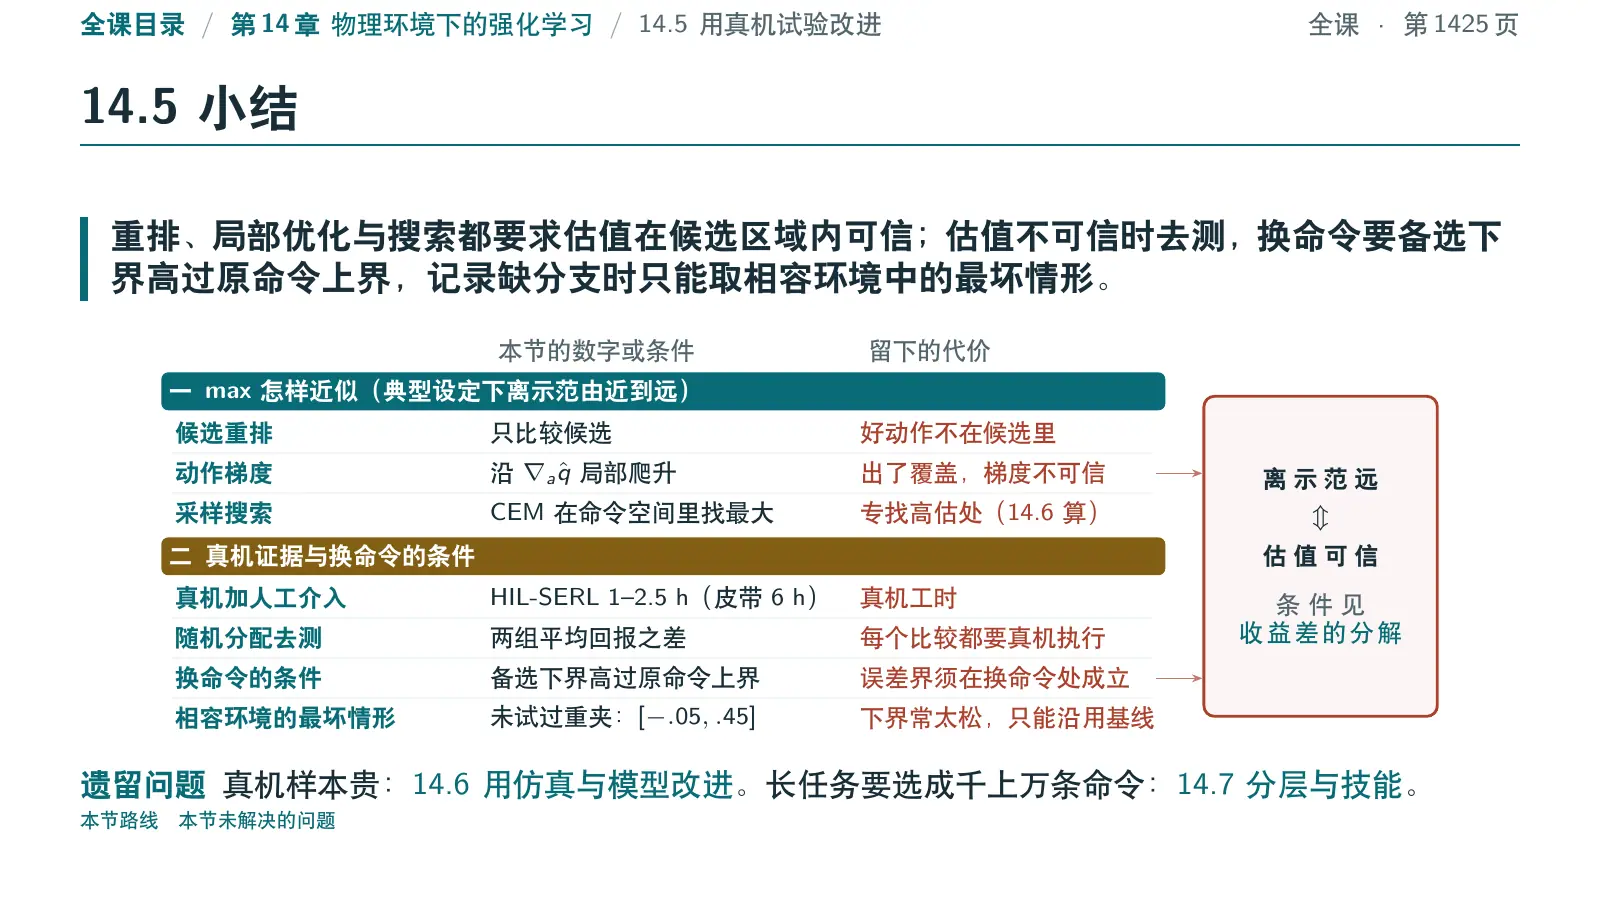 全课目录 / 第 14 章 物理环境下的强化学习 / 14.5 用真机试验改进
全课 · 第 1425 页
14.5 小结
重排、局部优化与搜索都要求估值在候选区域内可信；估值不可信时去测，换命令要备选下
界高过原命令上界，记录缺分支时只能取相容环境中的最坏情形。
本节的数字或条件 留下的代价
一 max 怎样近似（典型设定下离示范由近到远）
候选重排 只比较候选 好动作不在候选里
动作梯度 沿 ∇ₐq̂ 局部爬升 出了覆盖，梯度不可信
采样搜索 CEM 在命令空间里找最大 专找高估处（14.6 算）
二 真机证据与换命令的条件
真机加人工介入 HIL-SERL 1–2.5 h（皮带 6 h） 真机工时
随机分配去测 两组平均回报之差 每个比较都要真机执行
换命令的条件 备选下界高过原命令上界 误差界须在换命令处成立
相容环境的最坏情形 未试过重夹：[−.05, .45] 下界常太松，只能沿用基线
离示范远
⇕
估值可信
条件见
收益差的分解
遗留问题 真机样本贵：14.6 用仿真与模型改进。长任务要选成千上万条命令：14.7 分层与技能。
本节路线 本节未解决的问题